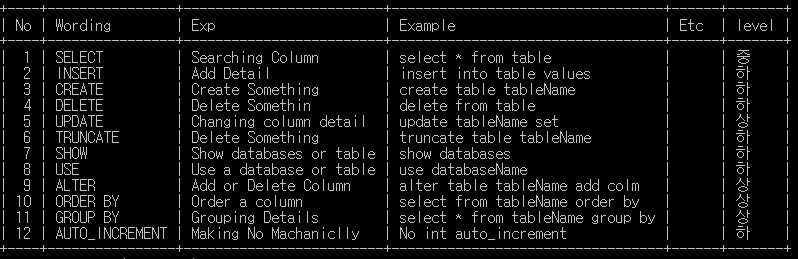 No | Wording | Exp | Example | Etc | level
1 | SELECT | Searching Column | select * from table | | 중
2 | INSERT | Add Detail | insert into table values | | 하
3 | CREATE | Create Something | create table tableName | | 하
4 | DELETE | Delete Somethin | delete from table | | 하
5 | UPDATE | Changing column detail | update tableName set | | 상
6 | TRUNCATE | Delete Something | truncate table tableName | | 하
7 | SHOW | Show databases or table | show databases | | 하
8 | USE | Use a database or table | use databaseName | | 하
9 | ALTER | Add or Delete Column | alter table tableName add colm | | 상
10 | ORDER BY | Order a column | select from tableName order by | | 상
11 | GROUP BY | Grouping Details | select * from tableName group by | | 상
12 | AUTO_INCREMENT | Making No Machaniclly | No int auto_increment | | 하